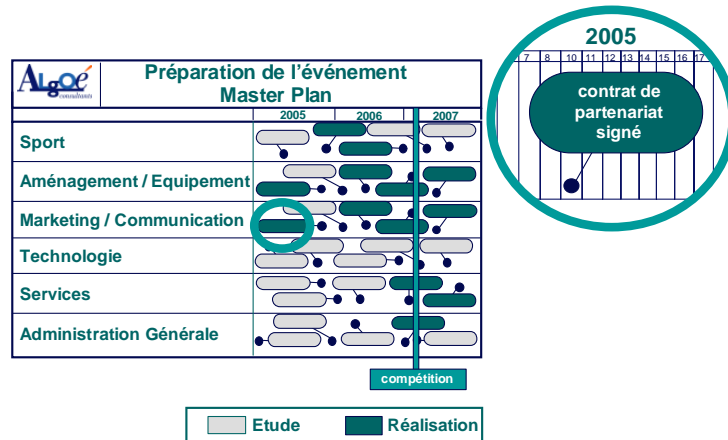 ALgOé
consultants
Préparation de l'événement
Master Plan
2005 2006 2007
Sport
Aménagement / Equipement
Marketing / Communication
Technologie
Services
Administration Générale
compétition
Etude
Réalisation
2005
7 8 10 11 12 13 14 15 16 17
contrat de
partenariat
signé